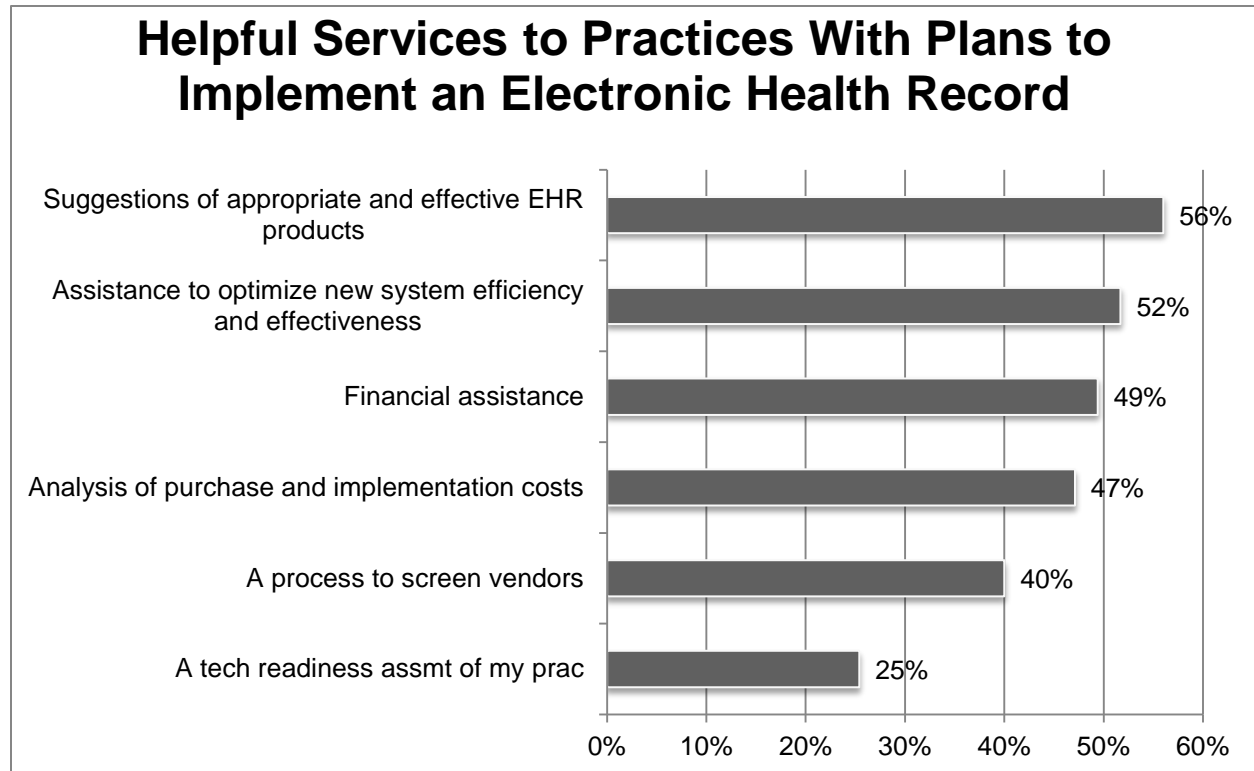 Helpful Services to Practices With Plans to
Implement an Electronic Health Record
Suggestions of appropriate and effective EHR
products
56%
Assistance to optimize new system efficiency
and effectiveness
52%
Financial assistance
49%
Analysis of purchase and implementation costs
47%
A process to screen vendors
40%
A tech readiness assmt of my prac
25%
0% 10% 20% 30% 40% 50% 60%